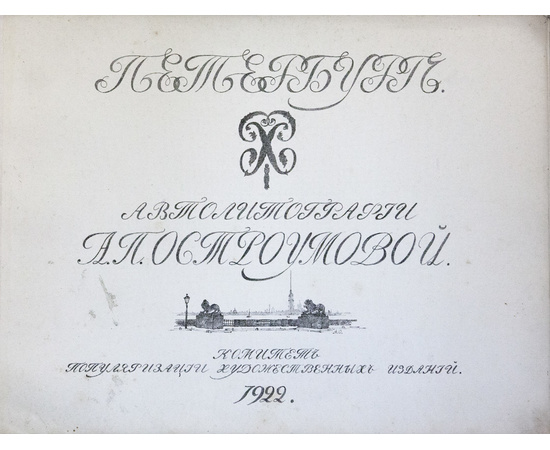 ПЕТЕРБУРГЪ.
АВТОЛИТОГРАФІИ
А.П.ОСТРОУМОВОЙ.
КОМИТЕТЪ
ПОПУЛЯРИЗАЦІИ ХУДОЖЕСТВЕННЫХЪ ИЗДАНІЙ.
1922.